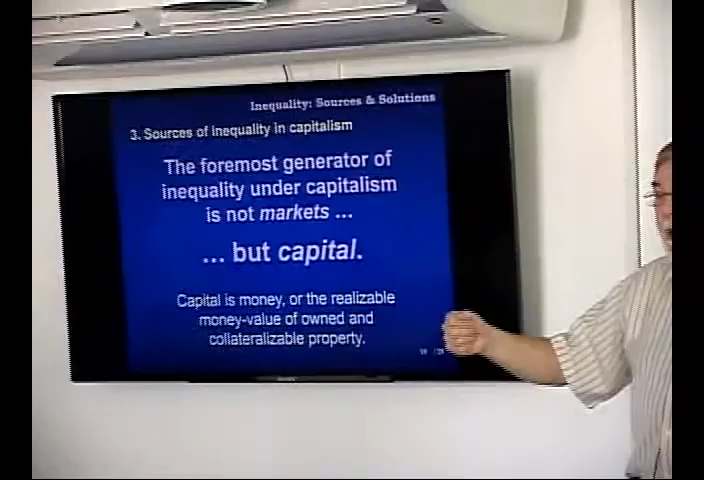 Inequality: Sources & Solutions
3. Sources of inequality in capitalism
The foremost generator of
inequality under capitalism
is not markets ...
... but capital.
Capital is money, or the realizable
money-value of owned and
collateralizable property.